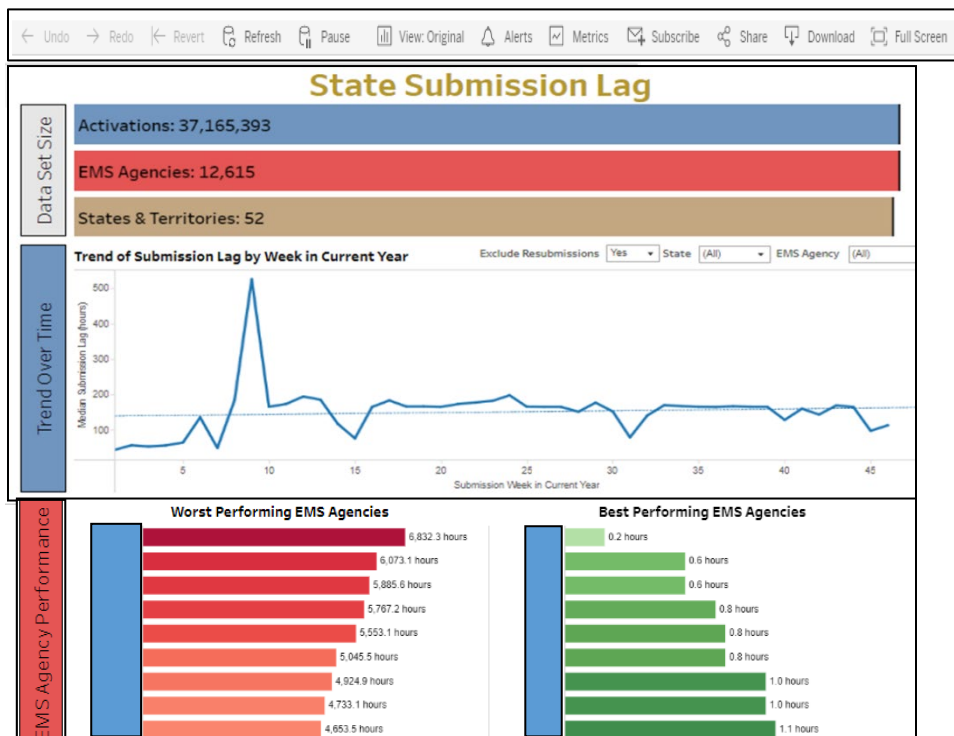 Undo Redo Revert Refresh Pause View: Original Alerts Metrics Subscribe Share Download Full Screen
State Submission Lag
Data Set Size
Activations: 37,165,393
EMS Agencies: 12,615
States & Territories: 52
Trend Over Time
Trend of Submission Lag by Week in Current Year
Exclude Resubmissions Yes State (All) EMS Agency (All)
Median Submission Lag (hours)
500
400
300
200
100
5 10 15 20 25 30 35 40 45
Submission Week in Current Year
EMS Agency Performance
Worst Performing EMS Agencies
6,832.3 hours
6,073.1 hours
5,885.6 hours
5,767.2 hours
5,553.1 hours
5,045.5 hours
4,924.9 hours
4,733.1 hours
4,653.5 hours
Best Performing EMS Agencies
0.2 hours
0.6 hours
0.6 hours
0.8 hours
0.8 hours
0.8 hours
1.0 hours
1.0 hours
1.1 hours